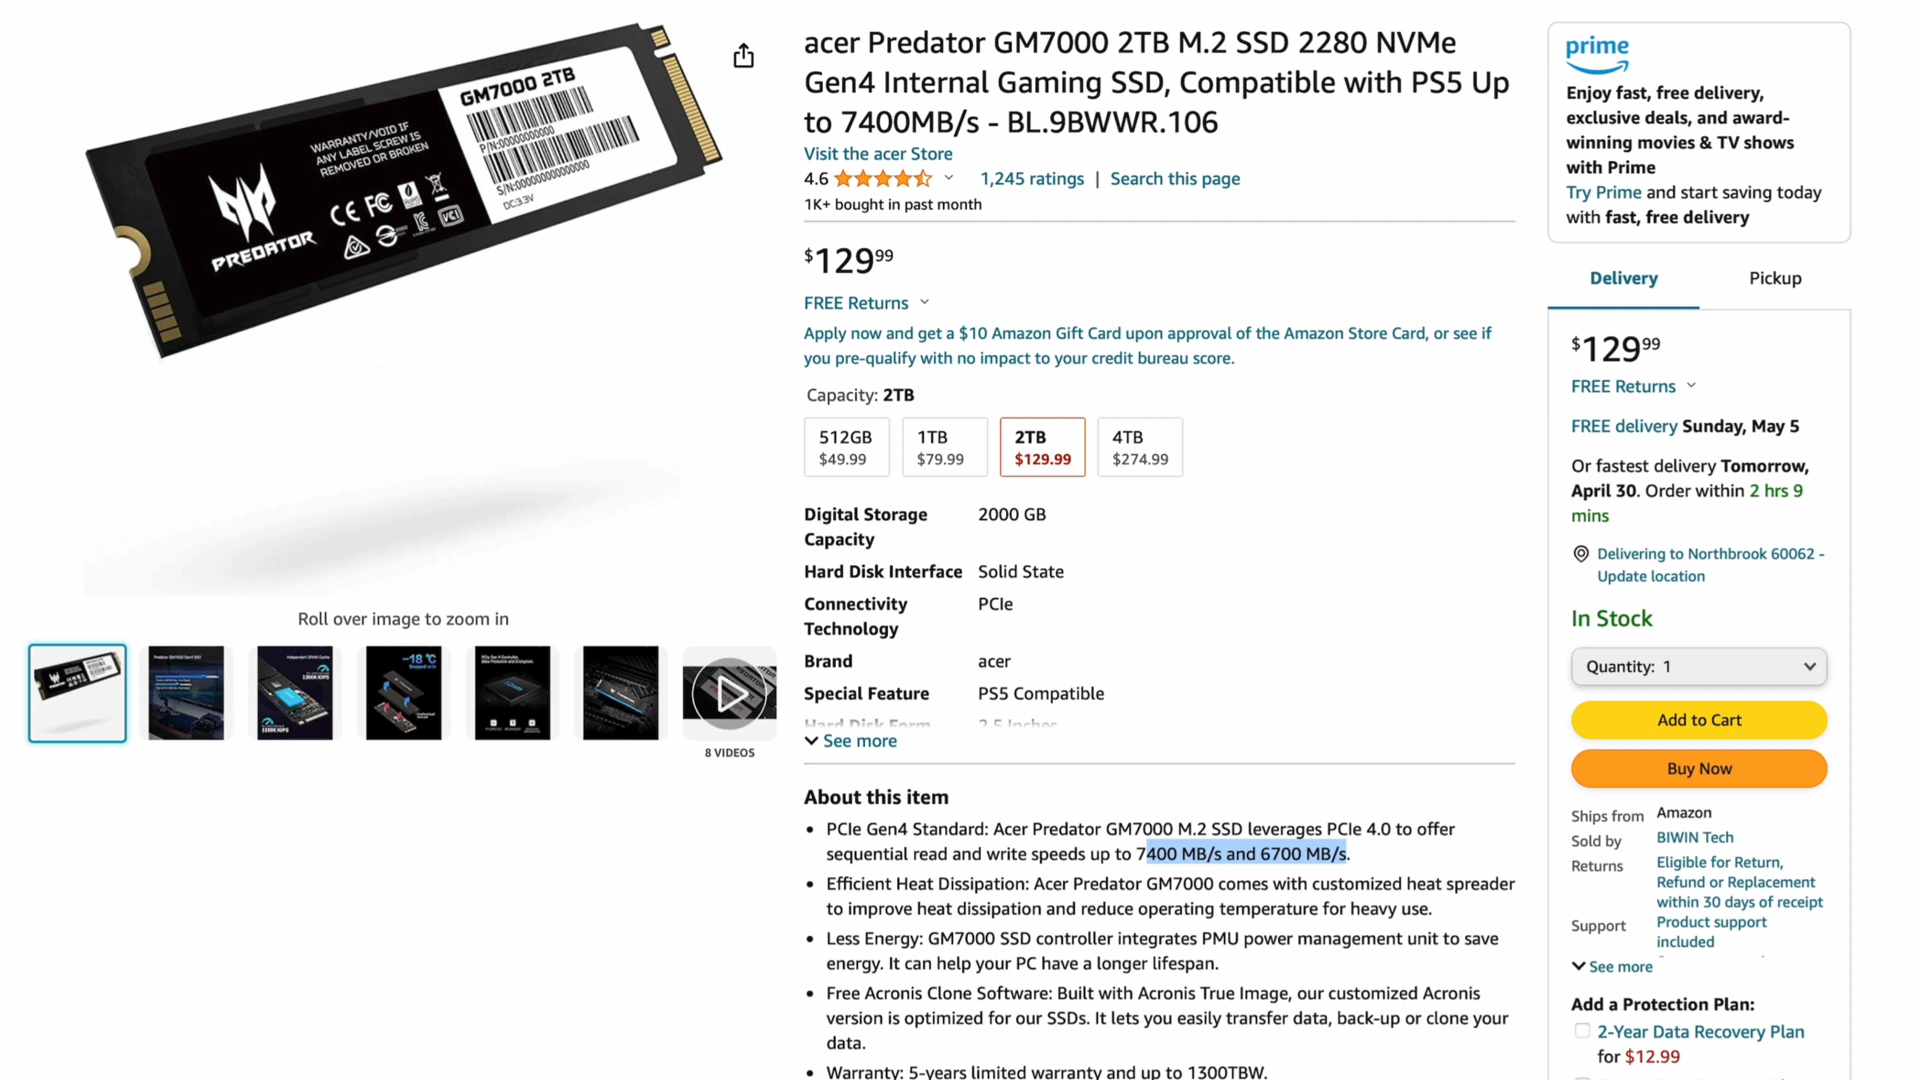 GM7000 2TB
WARRANTY/VOID IF
ANY LABEL SCREW IS
REMOVED OR BROKEN
P/N:00000000000
S/N:000000000000000
DC:3.3V
PREDATOR
Roll over image to zoom in
8 VIDEOS
acer Predator GM7000 2TB M.2 SSD 2280 NVMe
Gen4 Internal Gaming SSD, Compatible with PS5 Up
to 7400MB/s - BL.9BWWR.106
Visit the acer Store
4.6
1,245 ratings | Search this page
1K+ bought in past month
$129 99
FREE Returns
Apply now and get a $10 Amazon Gift Card upon approval of the Amazon Store Card, or see if
you pre-qualify with no impact to your credit bureau score.
Capacity: 2TB
512GB 1TB 2TB 4TB
$49.99 $79.99 $129.99 $274.99
Digital Storage 2000 GB
Capacity
Hard Disk Interface Solid State
Connectivity PCIe
Technology
Brand acer
Special Feature PS5 Compatible
Hard Disk Form 2.5 Inches
See more
About this item
PCIe Gen4 Standard: Acer Predator GM7000 M.2 SSD leverages PCIe 4.0 to offer
sequential read and write speeds up to 7400 MB/s and 6700 MB/s.
Efficient Heat Dissipation: Acer Predator GM7000 comes with customized heat spreader
to improve heat dissipation and reduce operating temperature for heavy use.
Less Energy: GM7000 SSD controller integrates PMU power management unit to save
energy. It can help your PC have a longer lifespan.
Free Acronis Clone Software: Built with Acronis True Image, our customized Acronis
version is optimized for our SSDs. It lets you easily transfer data, back-up or clone your
data.
Warranty: 5-years limited warranty and up to 1300TBW.
prime
Enjoy fast, free delivery,
exclusive deals, and award-
winning movies & TV shows
with Prime
Try Prime and start saving today
with fast, free delivery
Delivery Pickup
$129 99
FREE Returns
FREE delivery Sunday, May 5
Or fastest delivery Tomorrow,
April 30. Order within 2 hrs 9
mins
Delivering to Northbrook 60062 -
Update location
In Stock
Quantity: 1
Add to Cart
Buy Now
Ships from Amazon
Sold by BIWIN Tech
Returns Eligible for Return,
Refund or Replacement
within 30 days of receipt
Support Product support
included
See more
Add a Protection Plan:
2-Year Data Recovery Plan
for $12.99